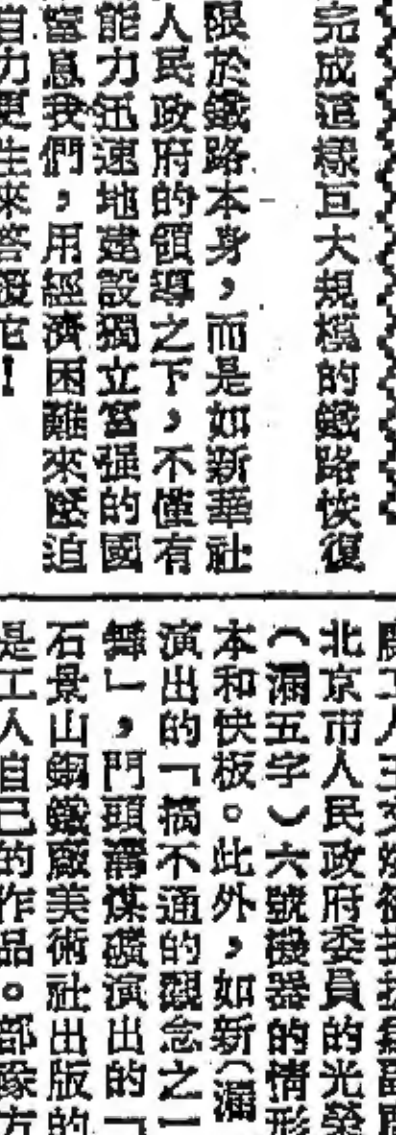 完成這樣巨大規模的鐵路恢復
限於鐵路本身,而是如新華社
人民政府的領導之下,不僅有
能力迅速地建設獨立富强的國
窒息我們,用經濟困難來壓迫
自力更生來答覆它!
北京市人民政府委員的光榮
(漏五字)六號機器的情形
本和快板。此外,如新(漏
演出的「搞不通的觀念之一
舞」,門頭溝煤礦演出的「
石景山鋼鐵廠美術社出版的
是工人自己的作品。部隊方